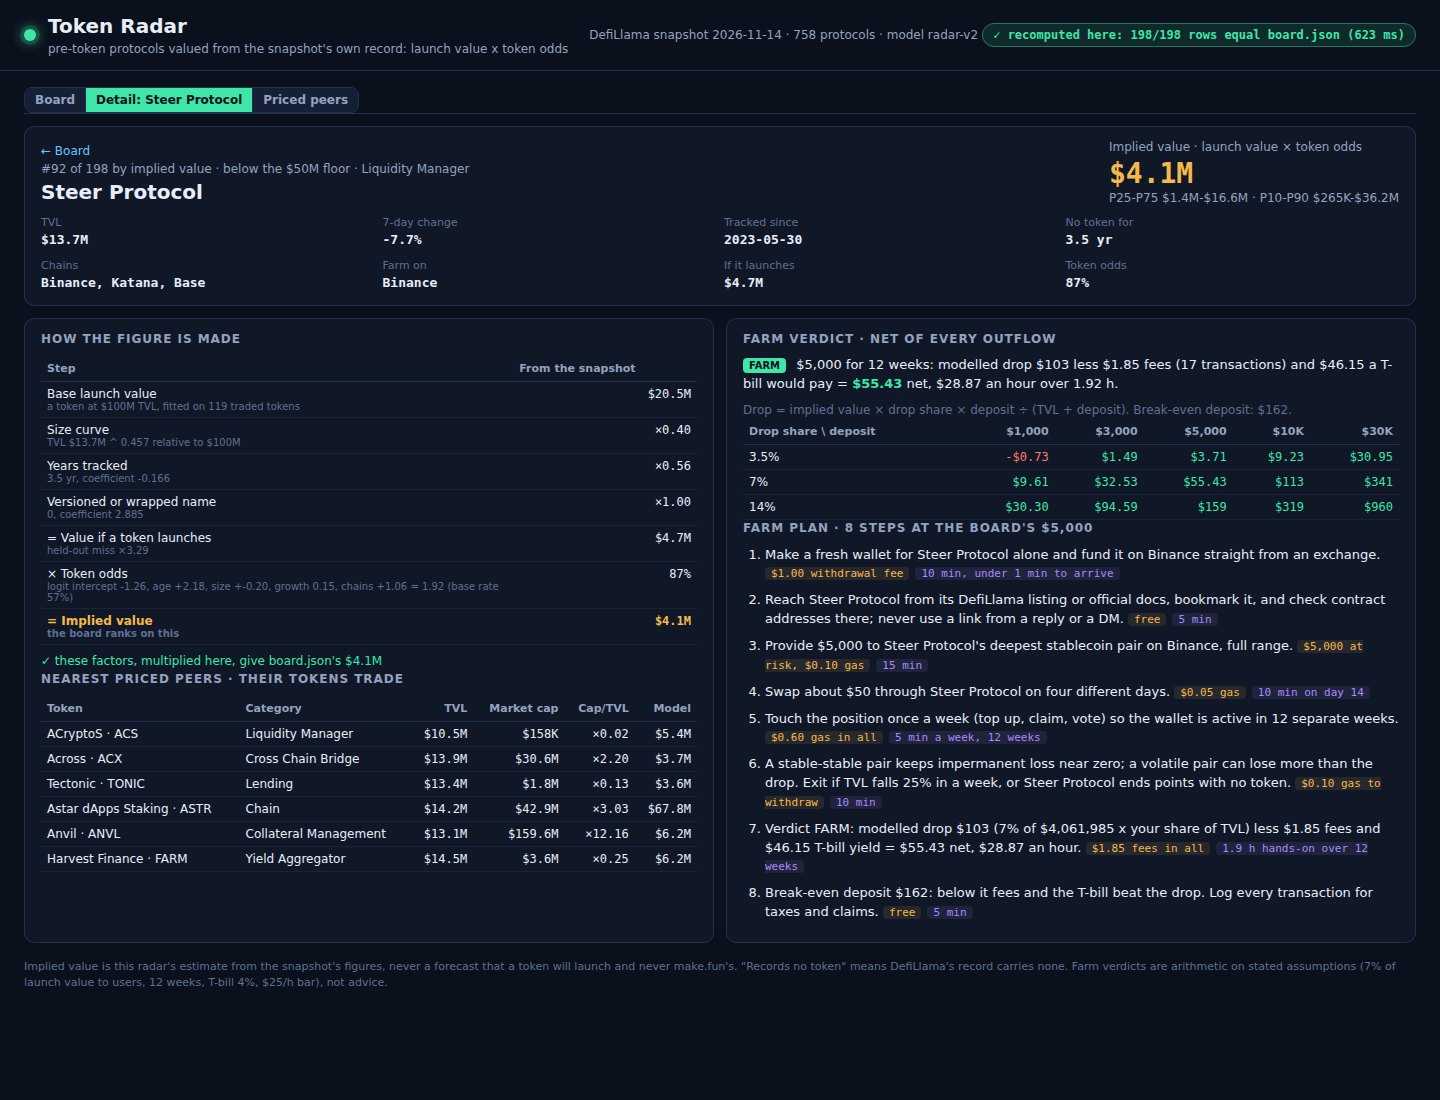 Token Radar
pre-token protocols valued from the snapshot's own record: launch value x token odds
DefiLlama snapshot 2026-11-14 · 758 protocols · model radar-v2
✓ recomputed here: 198/198 rows equal board.json (623 ms)
Board
Detail: Steer Protocol
Priced peers
← Board
#92 of 198 by implied value · below the $50M floor · Liquidity Manager
Steer Protocol
Implied value · launch value × token odds
$4.1M
P25-P75 $1.4M-$16.6M · P10-P90 $265K-$36.2M
TVL
$13.7M
7-day change
-7.7%
Tracked since
2023-05-30
No token for
3.5 yr
Chains
Binance, Katana, Base
Farm on
Binance
If it launches
$4.7M
Token odds
87%
HOW THE FIGURE IS MADE
Step From the snapshot
Base launch value $20.5M
a token at $100M TVL, fitted on 119 traded tokens
Size curve ×0.40
TVL $13.7M ^ 0.457 relative to $100M
Years tracked ×0.56
3.5 yr, coefficient -0.166
Versioned or wrapped name ×1.00
0, coefficient 2.885
= Value if a token launches $4.7M
held-out miss ×3.29
× Token odds 87%
logit intercept -1.26, age +2.18, size +-0.20, growth 0.15, chains +1.06 = 1.92 (base rate
57%)
= Implied value $4.1M
the board ranks on this
✓ these factors, multiplied here, give board.json's $4.1M
NEAREST PRICED PEERS · THEIR TOKENS TRADE
Token Category TVL Market cap Cap/TVL Model
ACryptoS · ACS Liquidity Manager $10.5M $158K ×0.02 $5.4M
Across · ACX Cross Chain Bridge $13.9M $30.6M ×2.20 $3.7M
Tectonic · TONIC Lending $13.4M $1.8M ×0.13 $3.6M
Astar dApps Staking · ASTR Chain $14.2M $42.9M ×3.03 $67.8M
Anvil · ANVL Collateral Management $13.1M $159.6M ×12.16 $6.2M
Harvest Finance · FARM Yield Aggregator $14.5M $3.6M ×0.25 $6.2M
FARM VERDICT · NET OF EVERY OUTFLOW
FARM $5,000 for 12 weeks: modelled drop $103 less $1.85 fees (17 transactions) and $46.15 a T-
bill would pay = $55.43 net, $28.87 an hour over 1.92 h.
Drop = implied value × drop share × deposit ÷ (TVL + deposit). Break-even deposit: $162.
Drop share \ deposit $1,000 $3,000 $5,000 $10K $30K
3.5% -$0.73 $1.49 $3.71 $9.23 $30.95
7% $9.61 $32.53 $55.43 $113 $341
14% $30.30 $94.59 $159 $319 $960
FARM PLAN · 8 STEPS AT THE BOARD'S $5,000
1. Make a fresh wallet for Steer Protocol alone and fund it on Binance straight from an exchange.
$1.00 withdrawal fee 10 min, under 1 min to arrive
2. Reach Steer Protocol from its DefiLlama listing or official docs, bookmark it, and check contract
addresses there; never use a link from a reply or a DM. free 5 min
3. Provide $5,000 to Steer Protocol's deepest stablecoin pair on Binance, full range. $5,000 at
risk, $0.10 gas 15 min
4. Swap about $50 through Steer Protocol on four different days. $0.05 gas 10 min on day 14
5. Touch the position once a week (top up, claim, vote) so the wallet is active in 12 separate weeks.
$0.60 gas in all 5 min a week, 12 weeks
6. A stable-stable pair keeps impermanent loss near zero; a volatile pair can lose more than the
drop. Exit if TVL falls 25% in a week, or Steer Protocol ends points with no token. $0.10 gas to
withdraw 10 min
7. Verdict FARM: modelled drop $103 (7% of $4,061,985 x your share of TVL) less $1.85 fees and
$46.15 T-bill yield = $55.43 net, $28.87 an hour. $1.85 fees in all 1.9 h hands-on over 12
weeks
8. Break-even deposit $162: below it fees and the T-bill beat the drop. Log every transaction for
taxes and claims. free 5 min
Implied value is this radar's estimate from the snapshot's figures, never a forecast that a token will launch and never make.fun's. "Records no token" means DefiLlama's record carries none. Farm verdicts are arithmetic on stated assumptions (7% of
launch value to users, 12 weeks, T-bill 4%, $25/h bar), not advice.